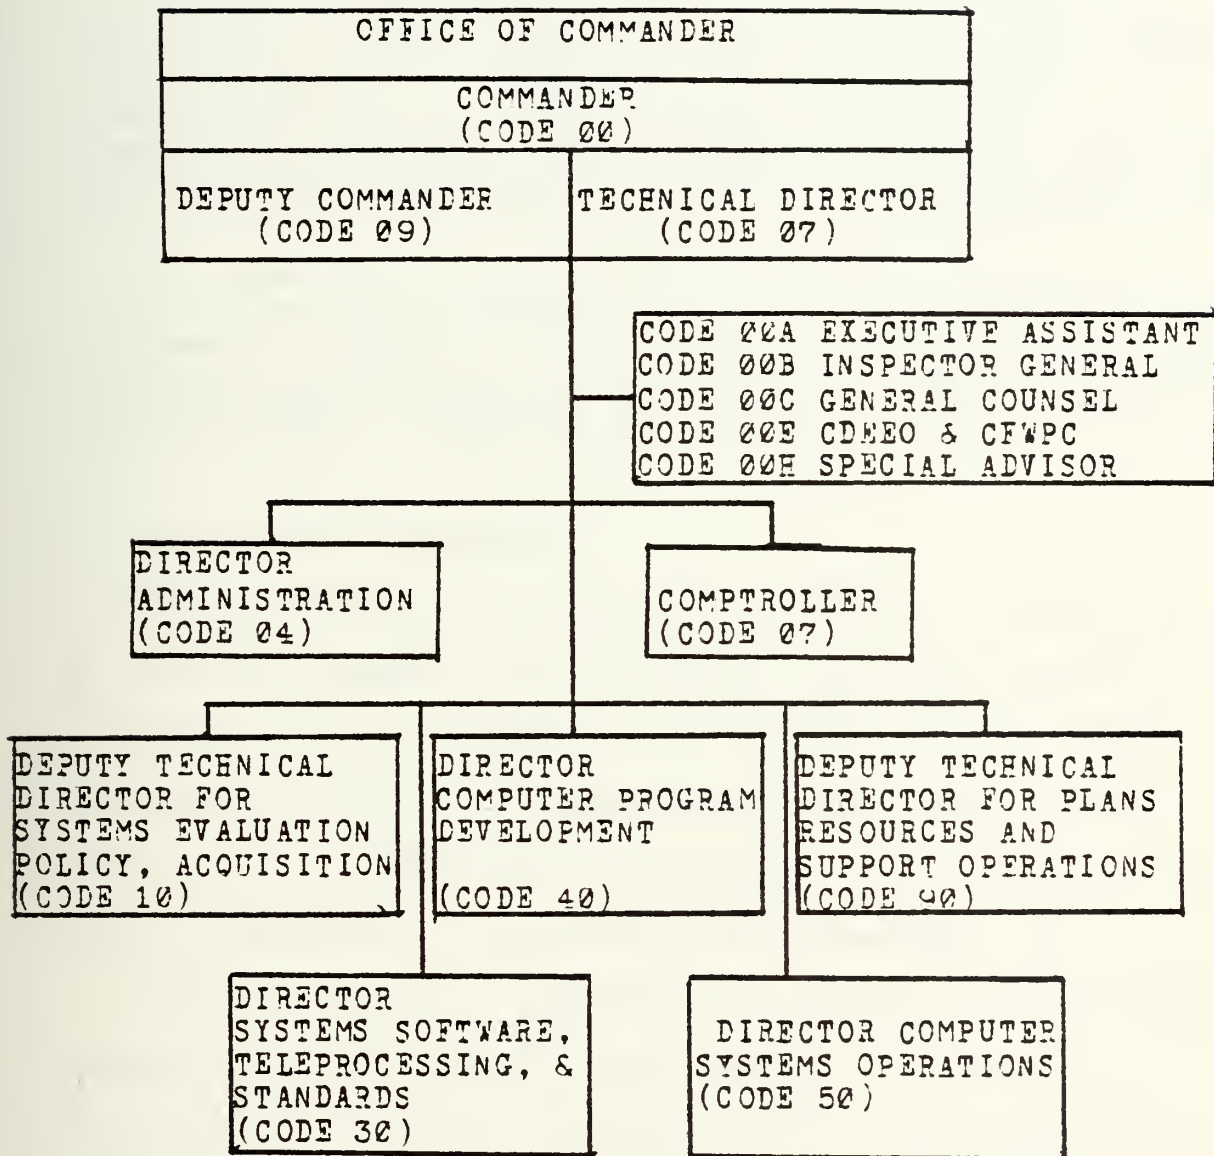 OFFICE OF COMMANDER
COMMANDER
(CODE 00)
DEPUTY COMMANDER
(CODE 09)
TECHNICAL DIRECTOR
(CODE 07)
CODE 00A EXECUTIVE ASSISTANT
CODE 00B INSPECTOR GENERAL
CODE 00C GENERAL COUNSEL
CODE 00E CDEEO & CFWPC
CODE 00H SPECIAL ADVISOR
DIRECTOR
ADMINISTRATION
(CODE 04)
COMPTROLLER
(CODE 07)
DEPUTY TECHNICAL
DIRECTOR FOR
SYSTEMS EVALUATION
POLICY, ACQUISITION
(CODE 10)
DIRECTOR
COMPUTER PROGRAM
DEVELOPMENT
(CODE 40)
DEPUTY TECHNICAL
DIRECTOR FOR PLANS
RESOURCES AND
SUPPORT OPERATIONS
(CODE 90)
DIRECTOR
SYSTEMS SOFTWARE,
TELEPROCESSING, &
STANDARDS
(CODE 30)
DIRECTOR COMPUTER
SYSTEMS OPERATIONS
(CODE 50)